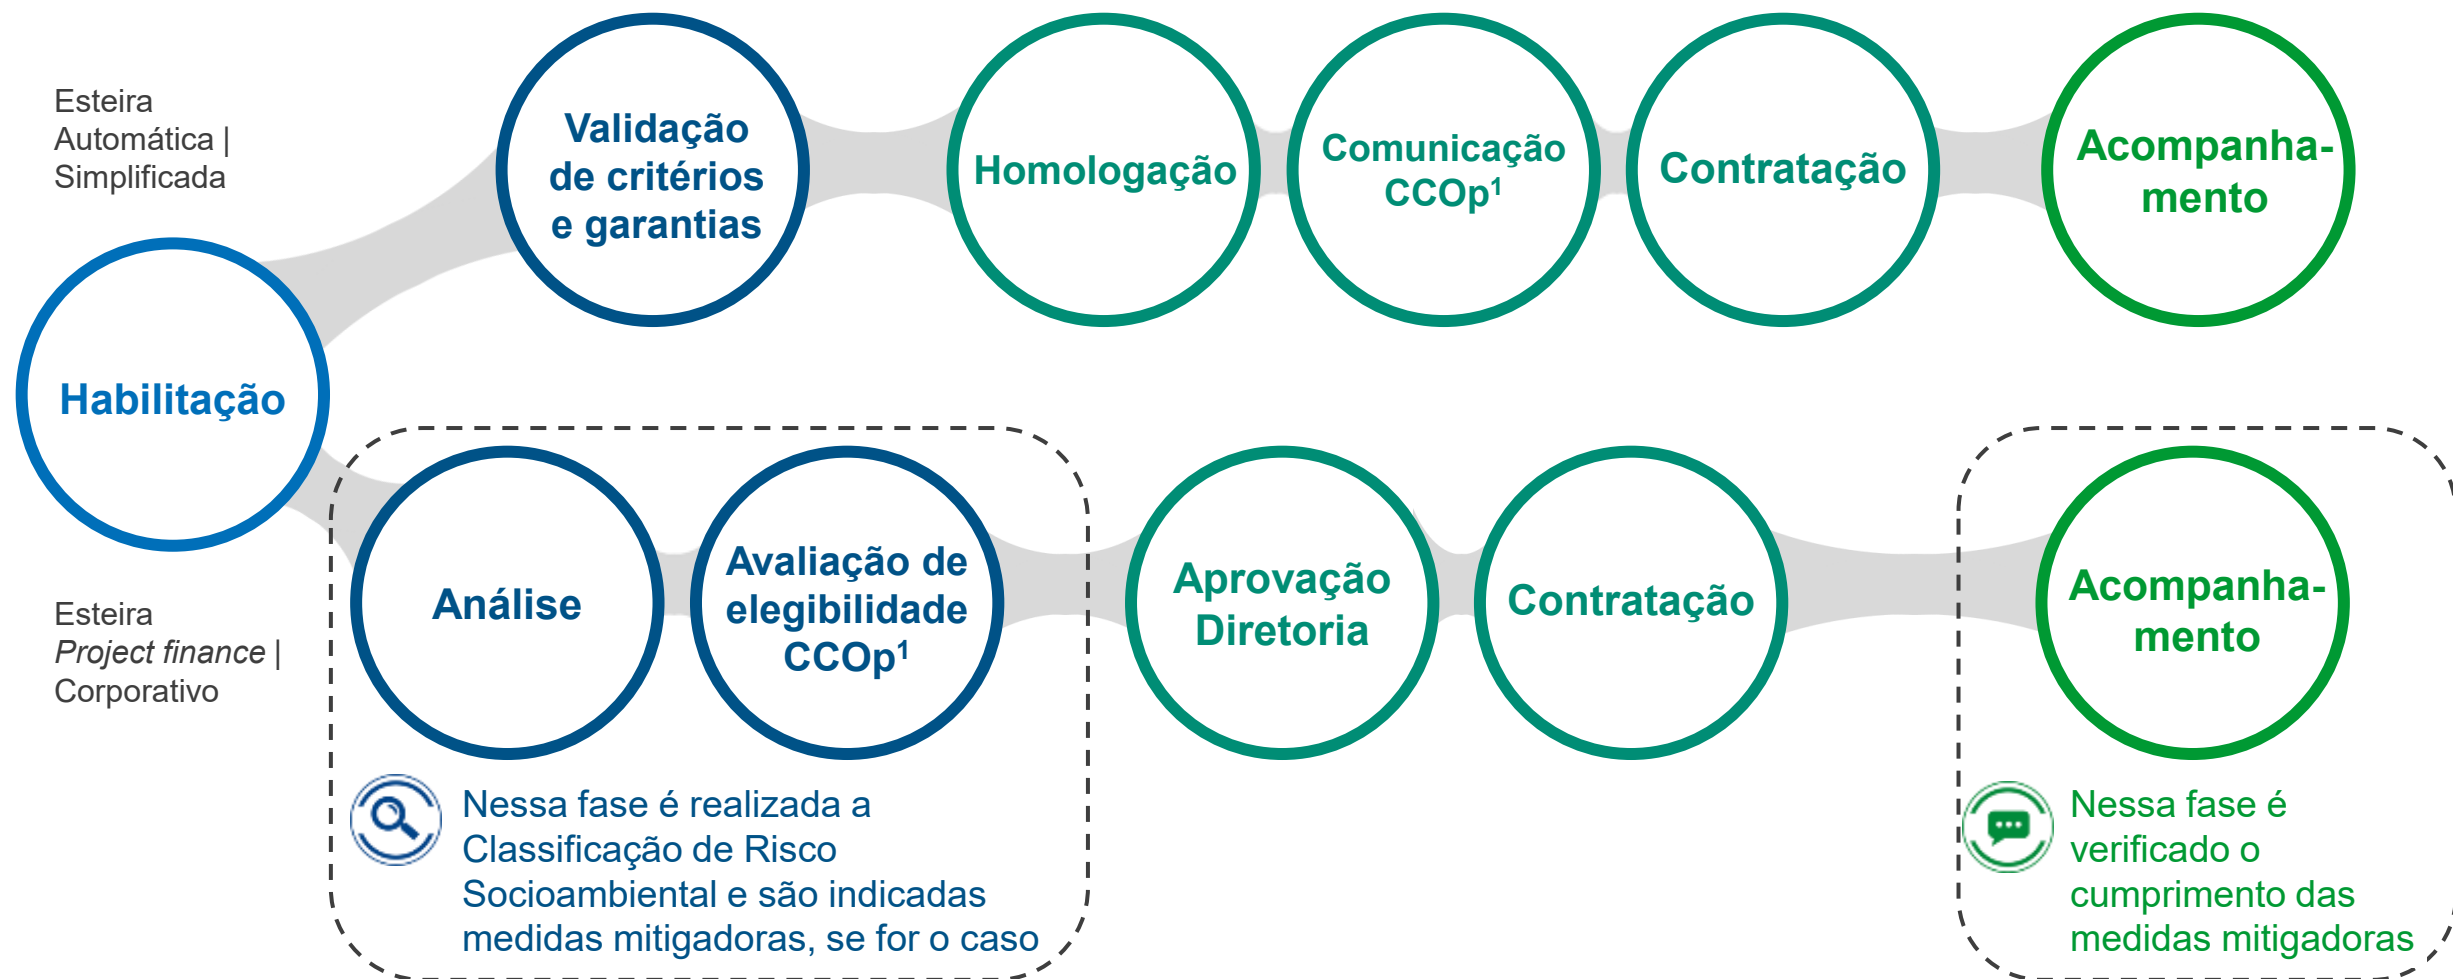 Esteira
Automática |
Simplificada
Habilitação
Validação
de critérios
e garantias
Homologação
Comunicação
CCOp¹
Contratação
Acompanha-
mento
Esteira
Project finance |
Corporativo
Análise
Avaliação de
elegibilidade
CCOp¹
Aprovação
Diretoria
Contratação
Acompanha-
mento
Nessa fase é realizada a
Classificação de Risco
Socioambiental e são indicadas
medidas mitigadoras, se for o caso
Nessa fase é
verificado o
cumprimento das
medidas mitigadoras